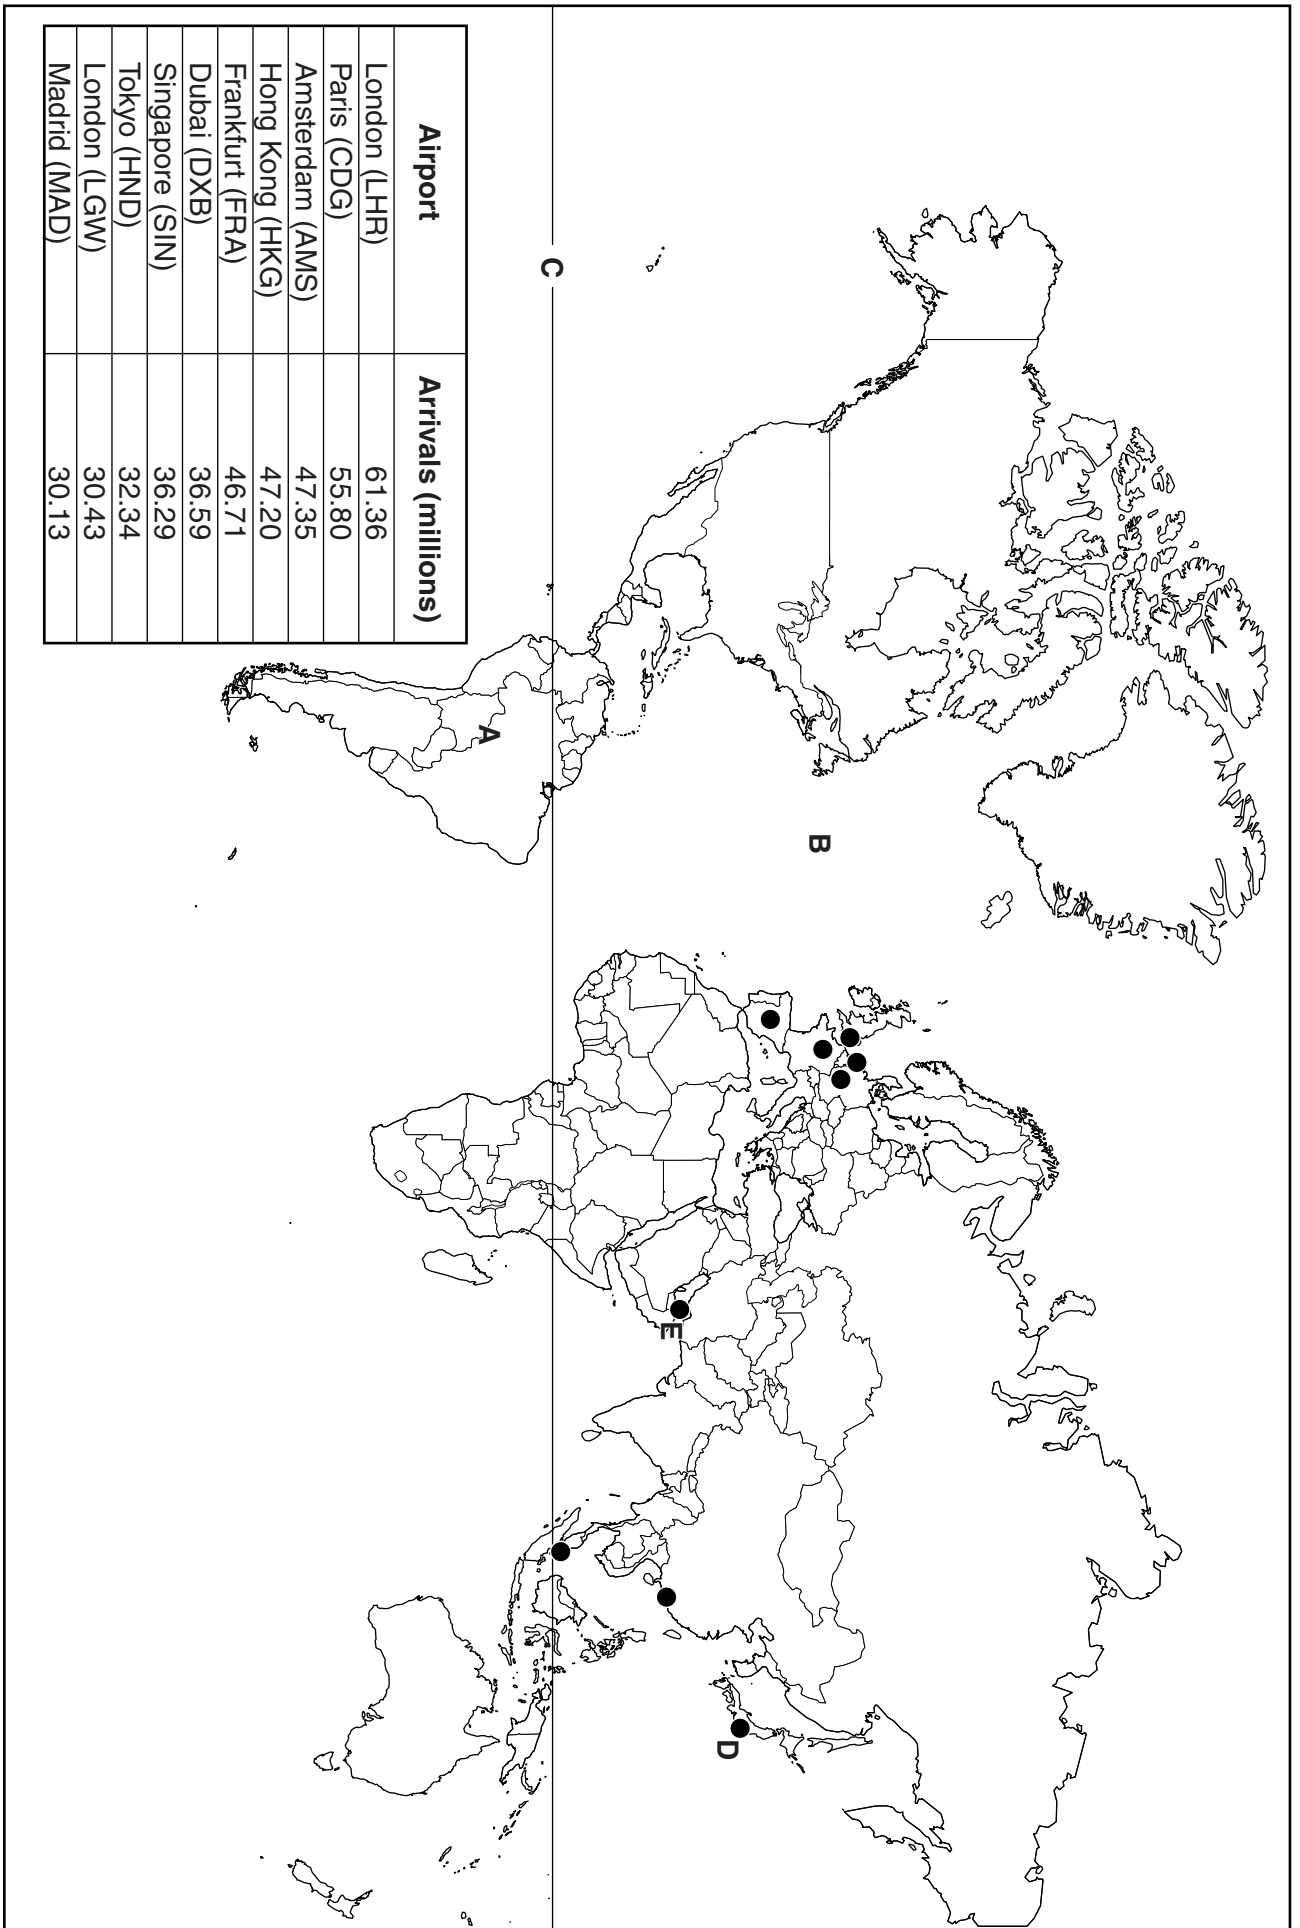 A
B
C
D
E
Airport Arrivals (millions)
London (LHR) 61.36
Paris (CDG) 55.80
Amsterdam (AMS) 47.35
Hong Kong (HKG) 47.20
Frankfurt (FRA) 46.71
Dubai (DXB) 36.59
Singapore (SIN) 36.29
Tokyo (HND) 32.34
London (LGW) 30.43
Madrid (MAD) 30.13